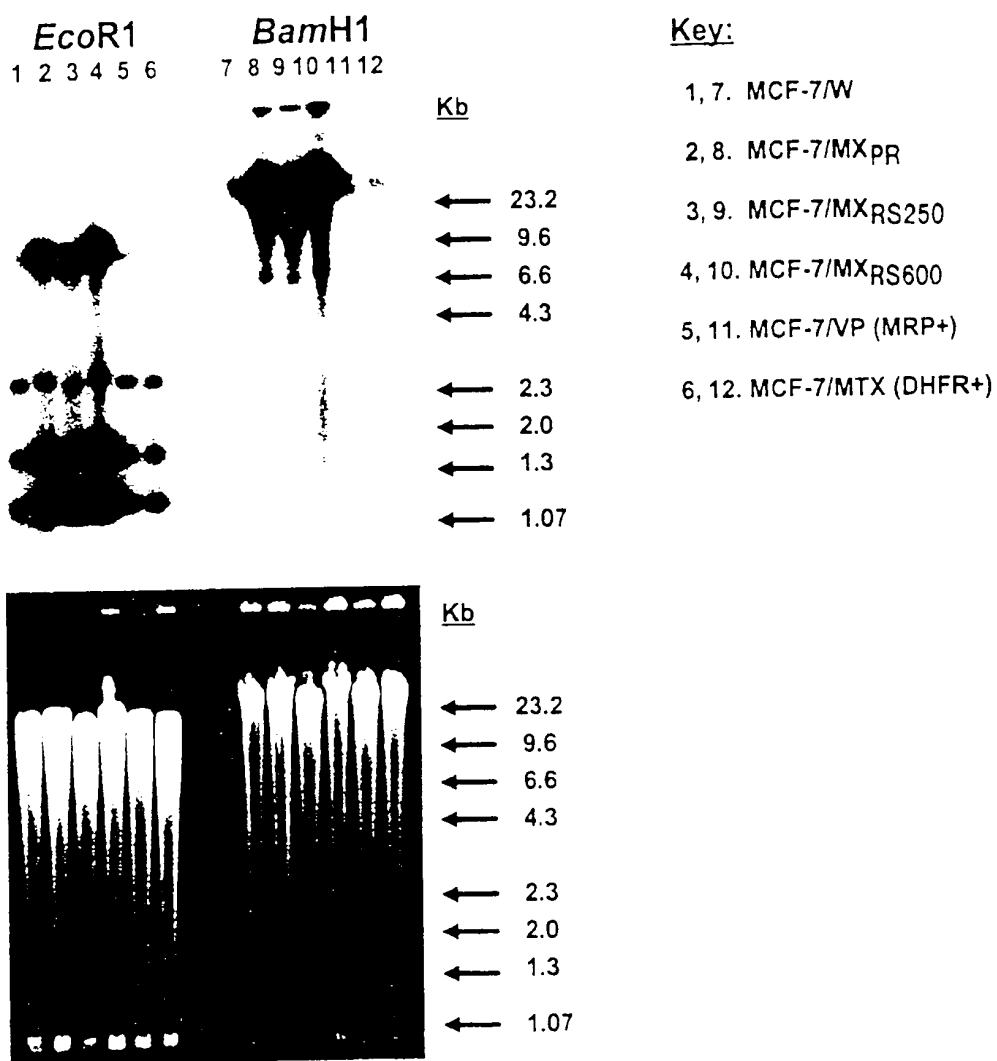 EcoR1 BamH1
1 2 3 4 5 6 7 8 9 10 11 12
Kb
23.2
9.6
6.6
4.3
2.3
2.0
1.3
1.07
Key:
1, 7. MCF-7/W
2, 8. MCF-7/MXPR
3, 9. MCF-7/MXRS250
4, 10. MCF-7/MXRS600
5, 11. MCF-7/VP (MRP+)
6, 12. MCF-7/MTX (DHFR+)
Kb
23.2
9.6
6.6
4.3
2.3
2.0
1.3
1.07